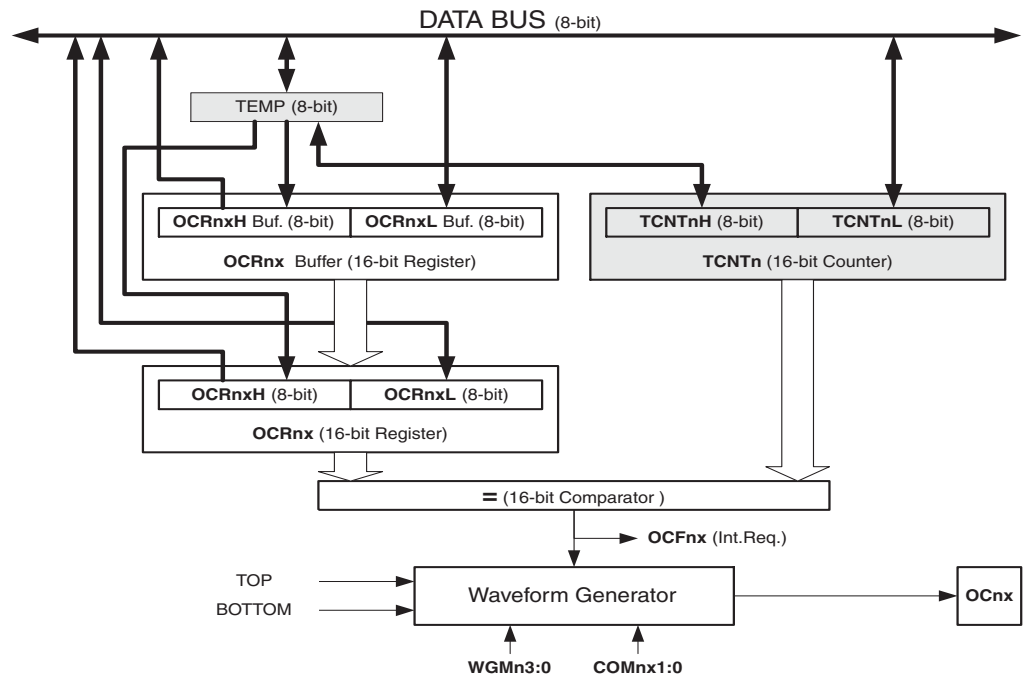 DATA BUS (8-bit)
TEMP (8-bit)
OCRnxH Buf. (8-bit) OCRnxL Buf. (8-bit)
OCRnx Buffer (16-bit Register)
TCNTnH (8-bit) TCNTnL (8-bit)
TCNTn (16-bit Counter)
OCRnxH (8-bit) OCRnxL (8-bit)
OCRnx (16-bit Register)
= (16-bit Comparator )
OCFnx (Int.Req.)
TOP
BOTTOM
Waveform Generator
OCnx
WGMn3:0 COMnx1:0